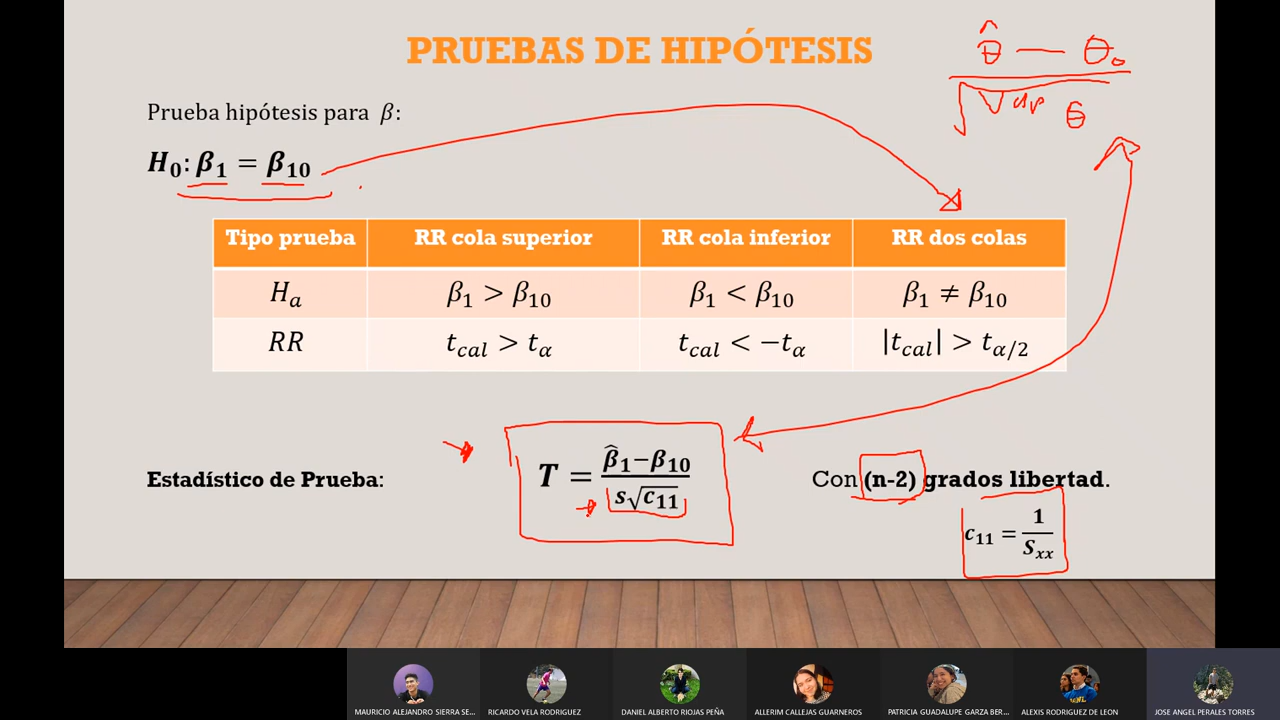 PRUEBAS DE HIPÓTESIS
θ̂ — θ₀
√Var θ
Prueba hipótesis para β:
H₀: β₁ = β₁₀
Tipo prueba RR cola superior RR cola inferior RR dos colas
Hₐ β₁ > β₁₀ β₁ < β₁₀ β₁ ≠ β₁₀
RR t_cal > t_α t_cal < −t_α |t_cal| > t_α/2
Estadístico de Prueba: T = (β̂₁−β₁₀)/(s√c₁₁) Con (n-2) grados libertad.
c₁₁ = 1/Sₓₓ
MAURICIO ALEJANDRO SIERRA SE... RICARDO VELA RODRIGUEZ DANIEL ALBERTO RIOJAS PEÑA ALLERIM CALLEJAS GUARNEROS PATRICIA GUADALUPE GARZA BER... ALEXIS RODRIGUEZ DE LEON JOSE ANGEL PERALES TORRES